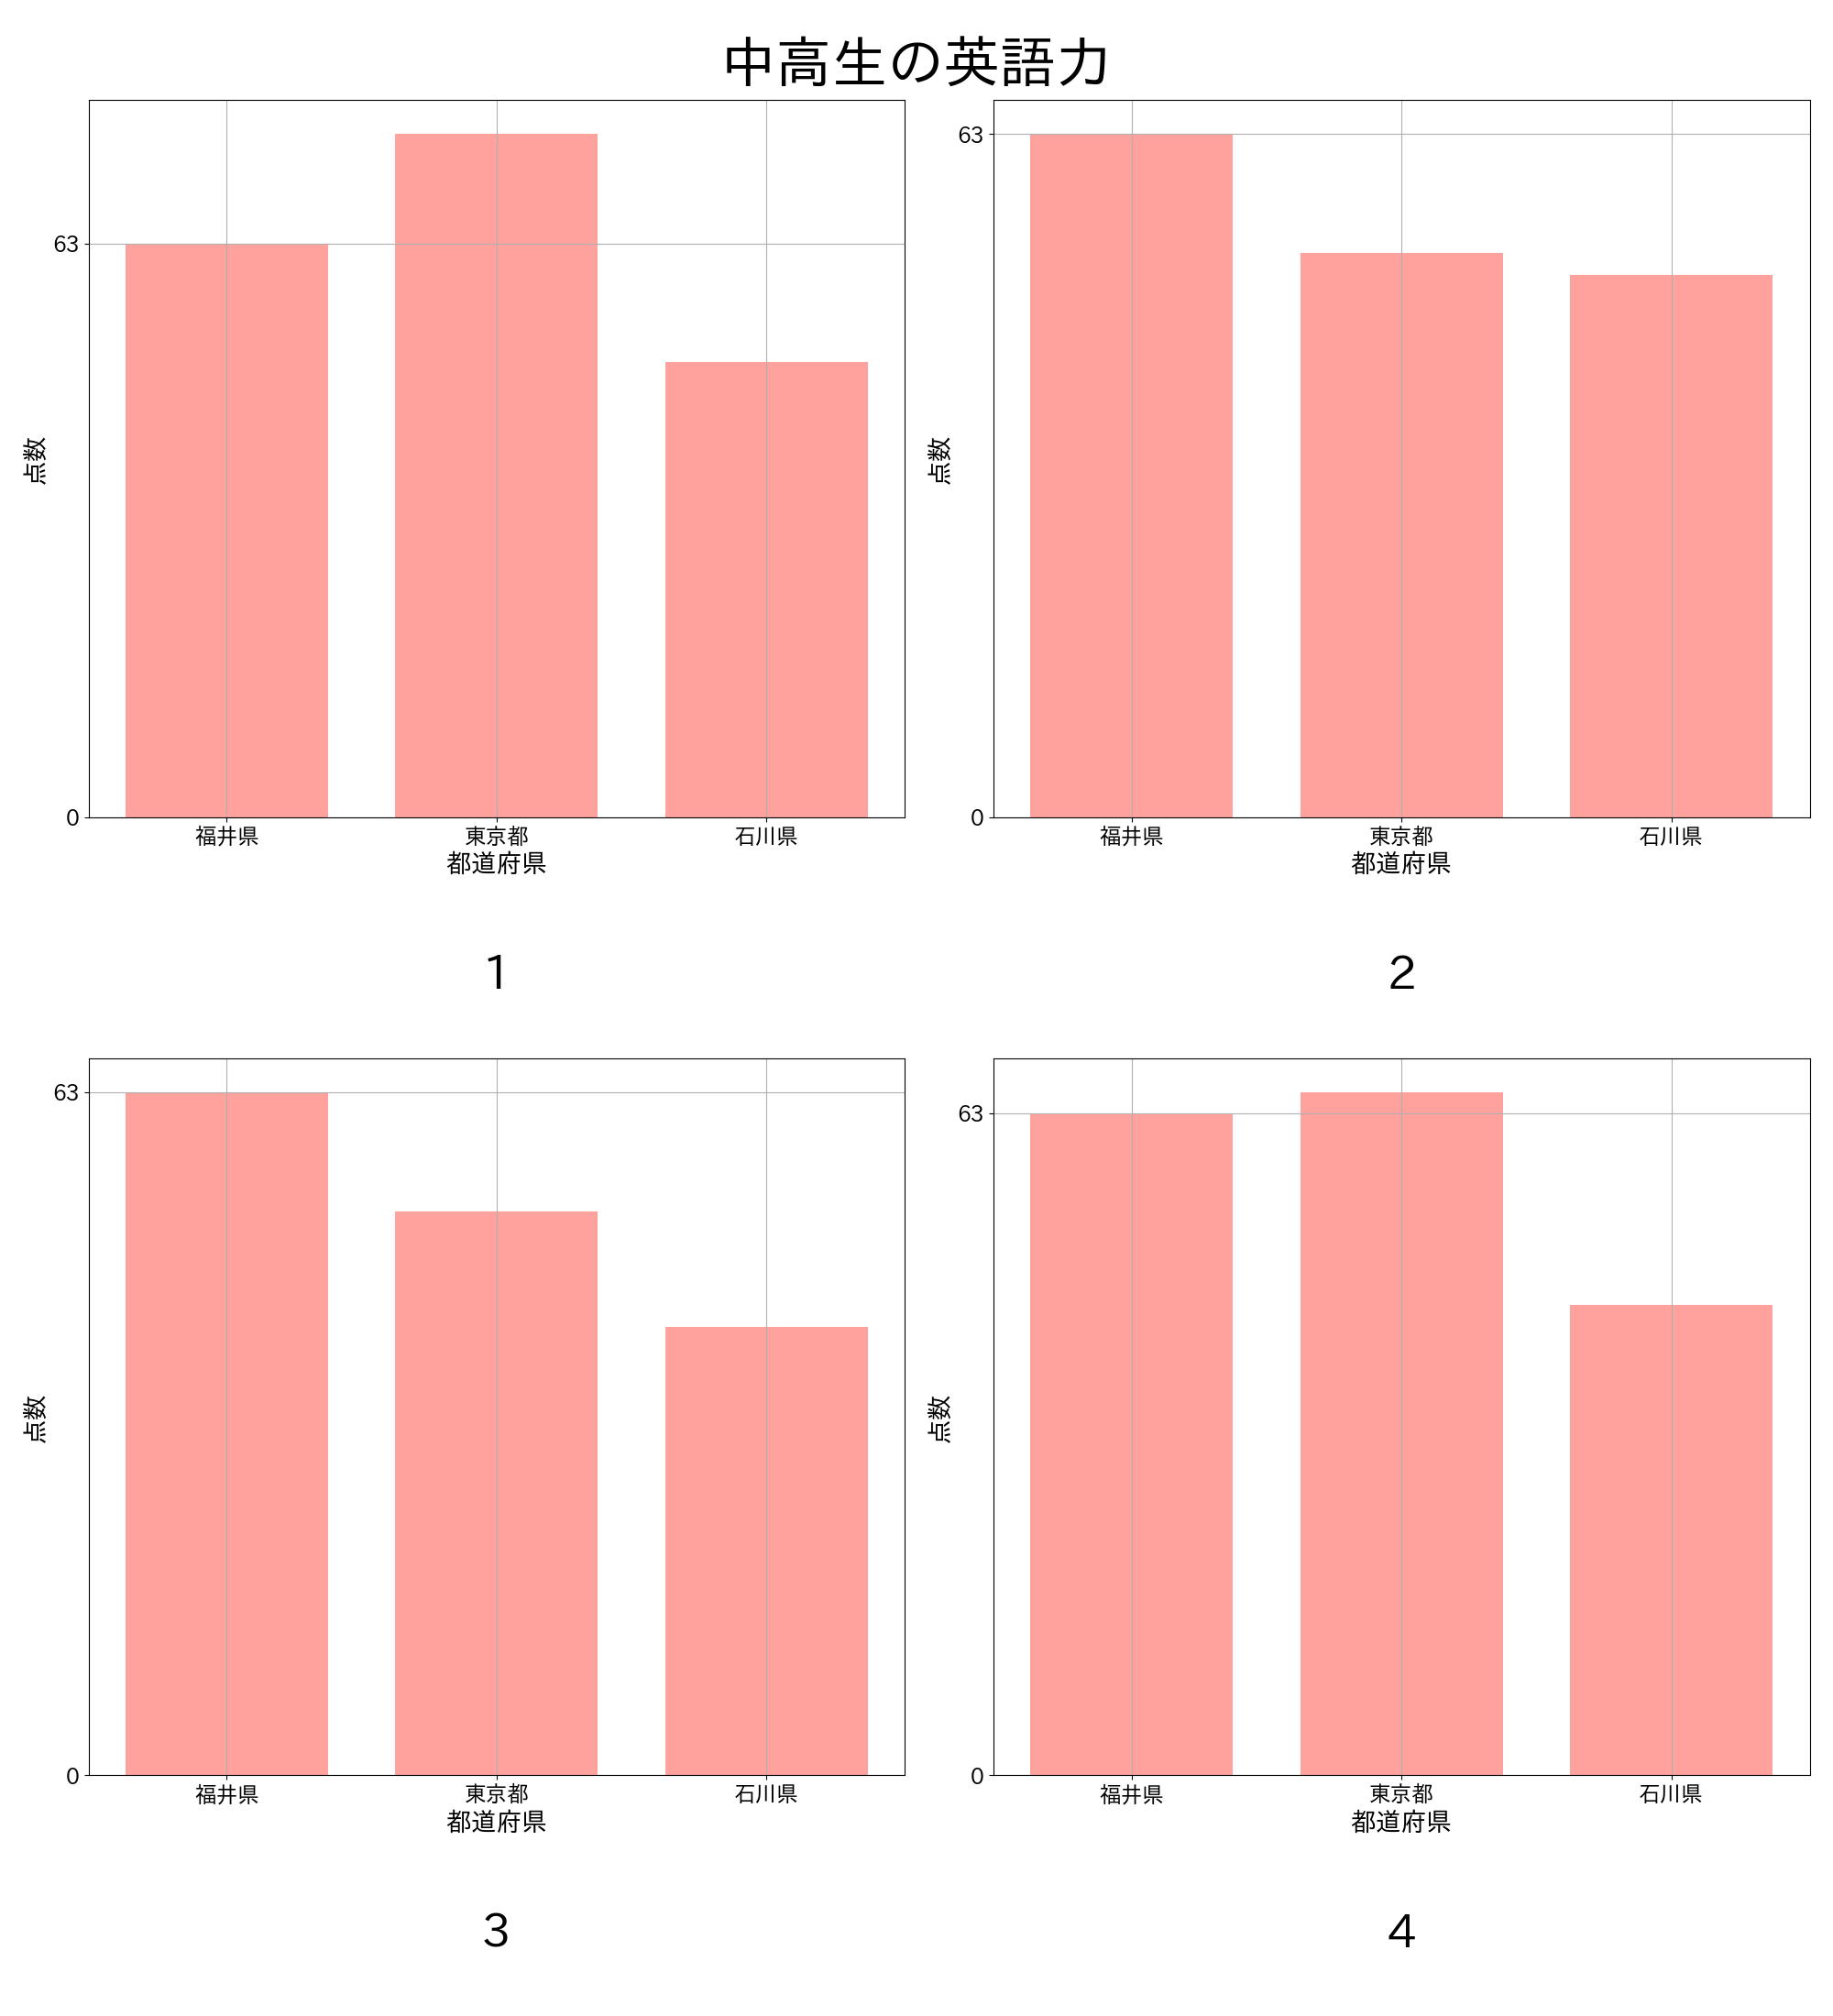 中高生の英語力
63
0
点数
福井県 東京都 石川県
都道府県
1
63
0
点数
福井県 東京都 石川県
都道府県
2
63
0
点数
福井県 東京都 石川県
都道府県
3
63
0
点数
福井県 東京都 石川県
都道府県
4